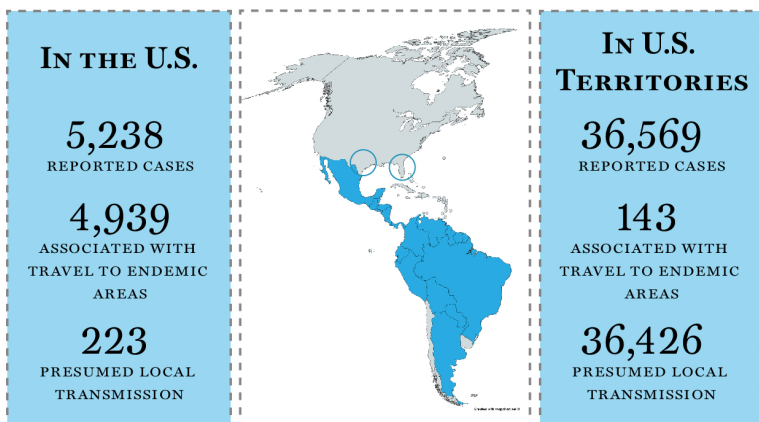 IN THE U.S.
5,238
REPORTED CASES
4,939
ASSOCIATED WITH
TRAVEL TO ENDEMIC
AREAS
223
PRESUMED LOCAL
TRANSMISSION
IN U.S.
TERRITORIES
36,569
REPORTED CASES
143
ASSOCIATED WITH
TRAVEL TO ENDEMIC
AREAS
36,426
PRESUMED LOCAL
TRANSMISSION